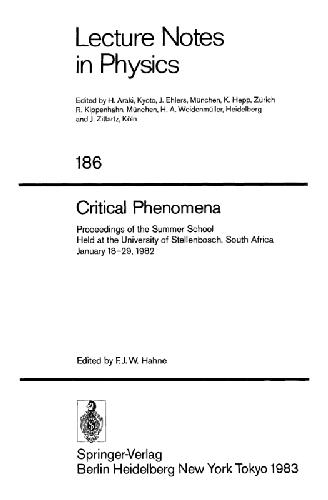 Lecture Notes
in Physics
Edited by H. Araki, Kyoto, J. Ehlers, München, K. Hepp, Zürich
R. Kippenhahn, München, H. A. Weidenmüller, Heidelberg
and J. Zittartz, Köln
186
Critical Phenomena
Proceedings of the Summer School
Held at the University of Stellenbosch, South Africa
January 18–29, 1982
Edited by F.J.W. Hahne
Springer-Verlag
Berlin Heidelberg New York Tokyo 1983